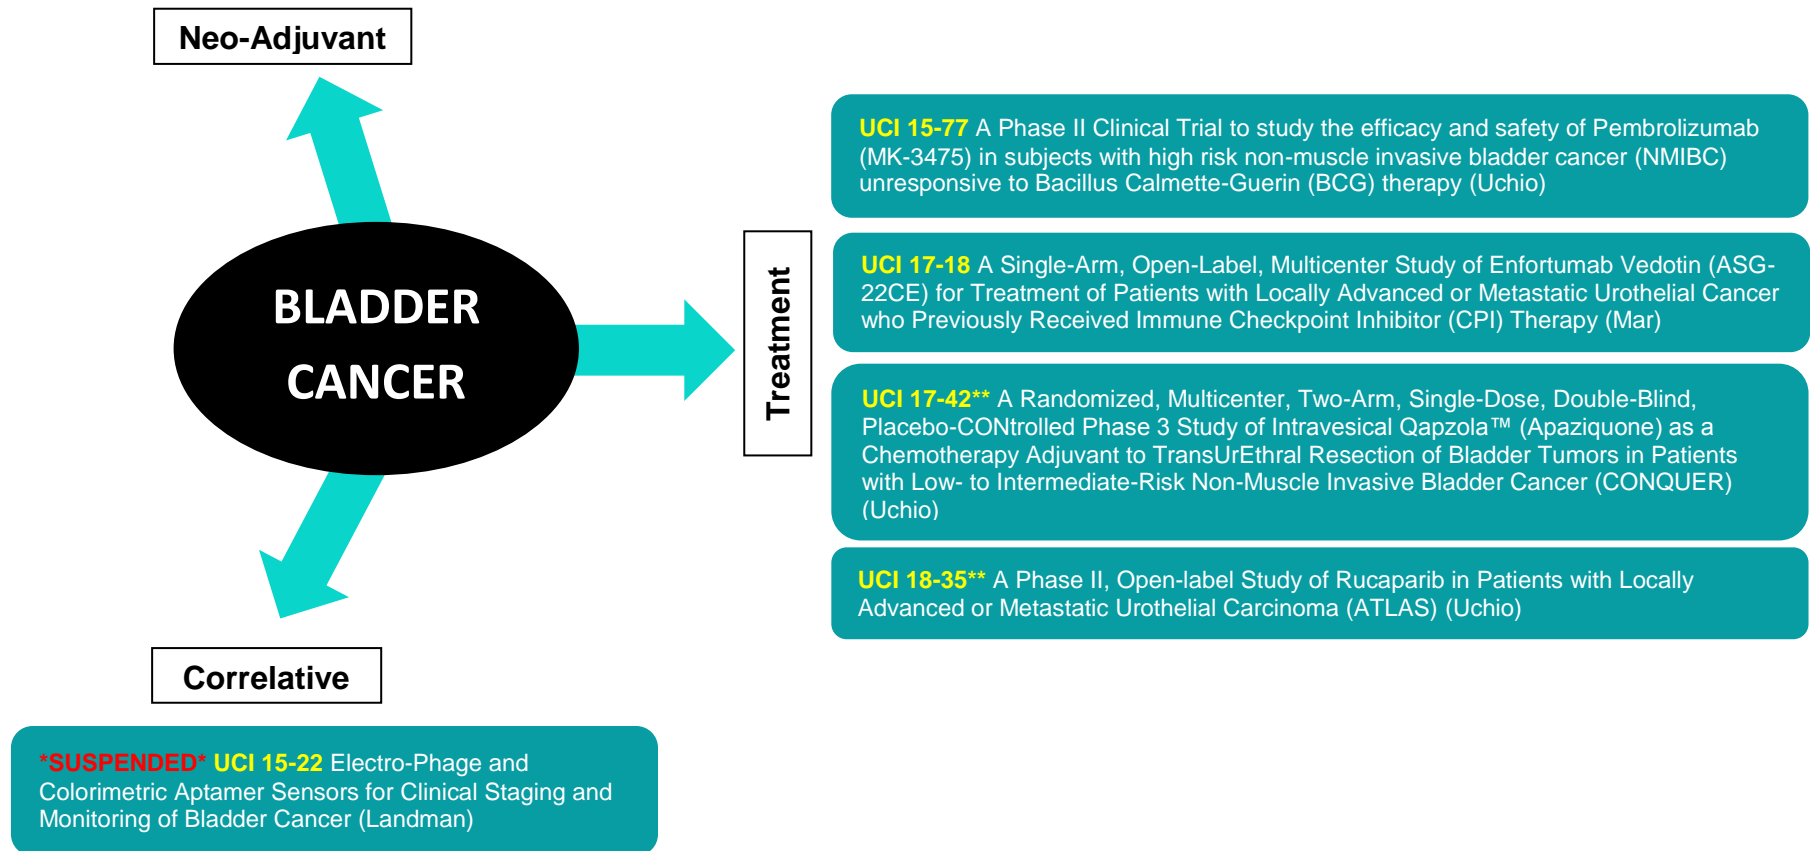 Neo-Adjuvant
BLADDER
CANCER
Treatment
UCI 15-77 A Phase II Clinical Trial to study the efficacy and safety of Pembrolizumab
(MK-3475) in subjects with high risk non-muscle invasive bladder cancer (NMIBC)
unresponsive to Bacillus Calmette-Guerin (BCG) therapy (Uchio)
UCI 17-18 A Single-Arm, Open-Label, Multicenter Study of Enfortumab Vedotin (ASG-
22CE) for Treatment of Patients with Locally Advanced or Metastatic Urothelial Cancer
who Previously Received Immune Checkpoint Inhibitor (CPI) Therapy (Mar)
UCI 17-42** A Randomized, Multicenter, Two-Arm, Single-Dose, Double-Blind,
Placebo-CONtrolled Phase 3 Study of Intravesical Qapzola™ (Apaziquone) as a
Chemotherapy Adjuvant to TransUrEthral Resection of Bladder Tumors in Patients
with Low- to Intermediate-Risk Non-Muscle Invasive Bladder Cancer (CONQUER)
(Uchio)
UCI 18-35** A Phase II, Open-label Study of Rucaparib in Patients with Locally
Advanced or Metastatic Urothelial Carcinoma (ATLAS) (Uchio)
Correlative
*SUSPENDED* UCI 15-22 Electro-Phage and
Colorimetric Aptamer Sensors for Clinical Staging and
Monitoring of Bladder Cancer (Landman)